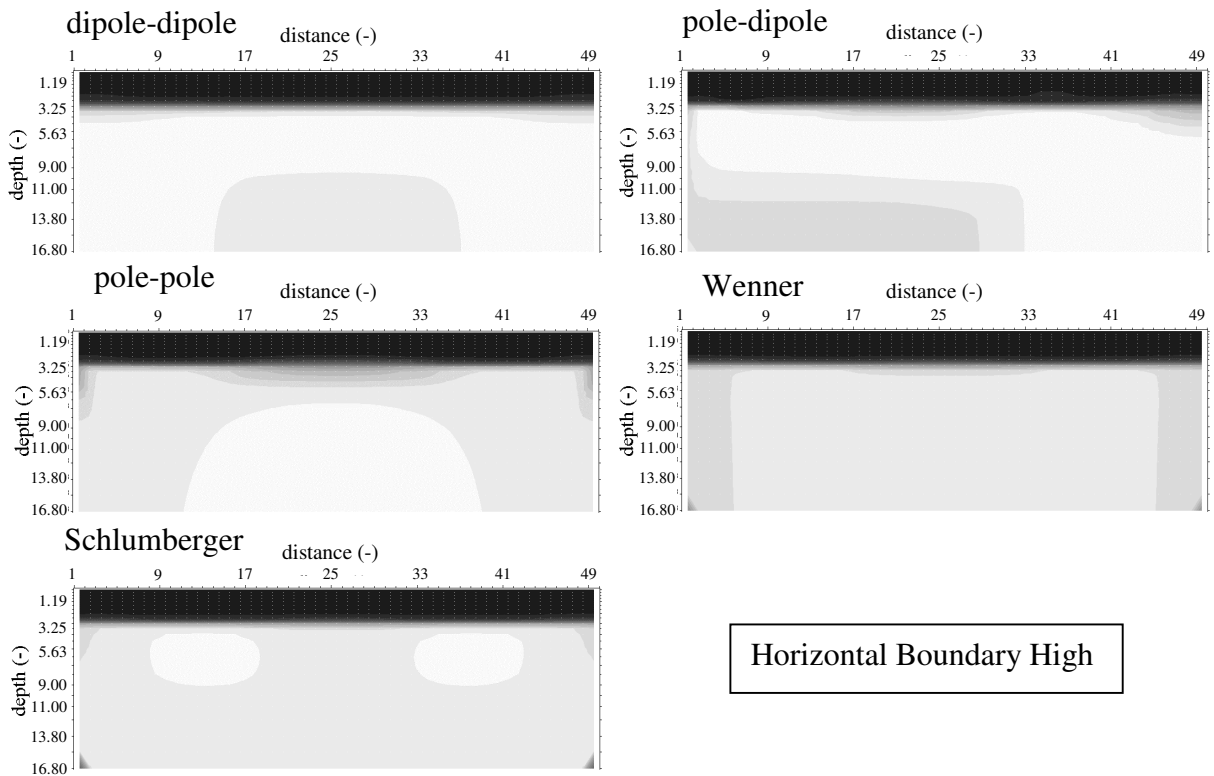 dipole-dipole
distance (-)
1 9 17 25 33 41 49
1.19
3.25
5.63
9.00
11.00
13.80
16.80
depth (-)
pole-dipole
distance (-)
1 9 17 25 33 41 49
1.19
3.25
5.63
9.00
11.00
13.80
16.80
depth (-)
pole-pole
distance (-)
1 9 17 25 33 41 49
1.19
3.25
5.63
9.00
11.00
13.80
16.80
depth (-)
Wenner
distance (-)
1 9 17 25 33 41 49
1.19
3.25
5.63
9.00
11.00
13.80
16.80
depth (-)
Schlumberger
distance (-)
1 9 17 25 33 41 49
1.19
3.25
5.63
9.00
11.00
13.80
16.80
depth (-)
Horizontal Boundary High